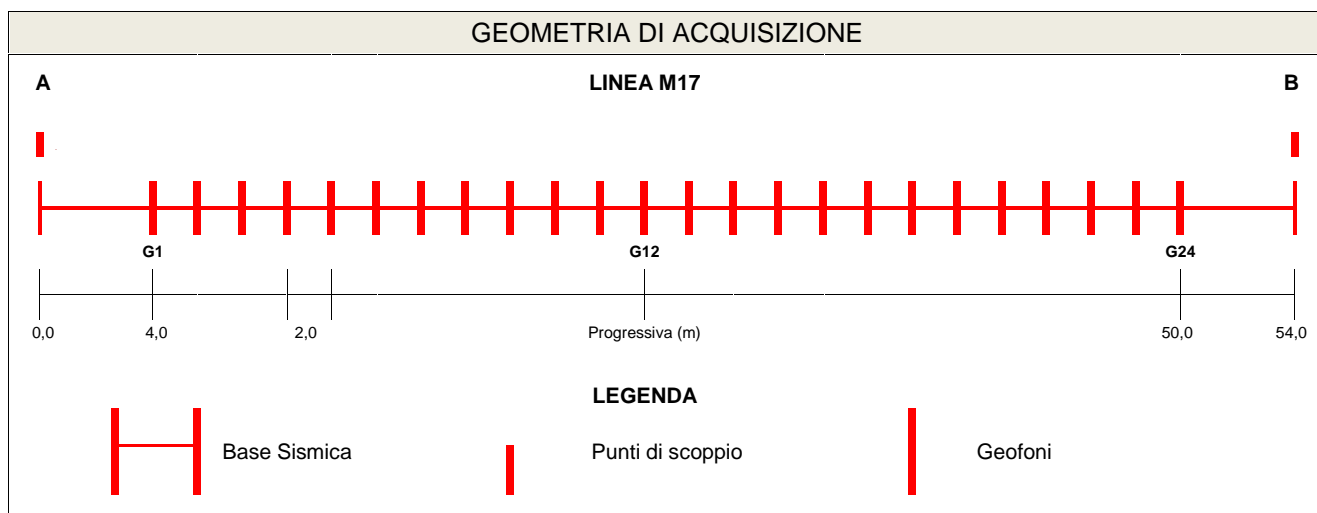 GEOMETRIA DI ACQUISIZIONE
A LINEA M17 B
G1 G12 G24
0,0 4,0 2,0 Progressiva (m) 50,0 54,0
LEGENDA
Base Sismica Punti di scoppio Geofoni